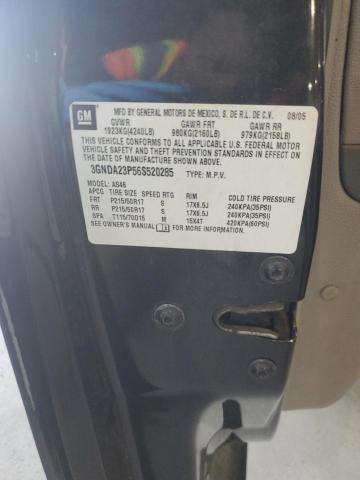 GM
MFD BY GENERAL MOTORS DE MEXICO, S. DE R.L. DE C.V. 08/05
GVWR GAWR FRT GAWR RR
1923KG(4240LB) 980KG(2160LB) 979KG(2158LB)
THIS VEHICLE CONFORMS TO ALL APPLICABLE U.S. FEDERAL MOTOR
VEHICLE SAFETY AND THEFT PREVENTION STANDARDS IN EFFECT ON
THE DATE OF MANUFACTURE SHOWN ABOVE.
3GNDA23P56S520285 TYPE: M.P.V.
MODEL: AS46
APCG TIRE SIZE SPEED RTG RIM COLD TIRE PRESSURE
FRT P215/50R17 S 17X6.5J 240KPA(35PSI)
RR P215/50R17 S 17X6.5J 240KPA(35PSI)
SPA T115/70D15 M 15X4T 420KPA(60PSI)
SEE OWNER'S MANUAL FOR MORE INFORMATION.